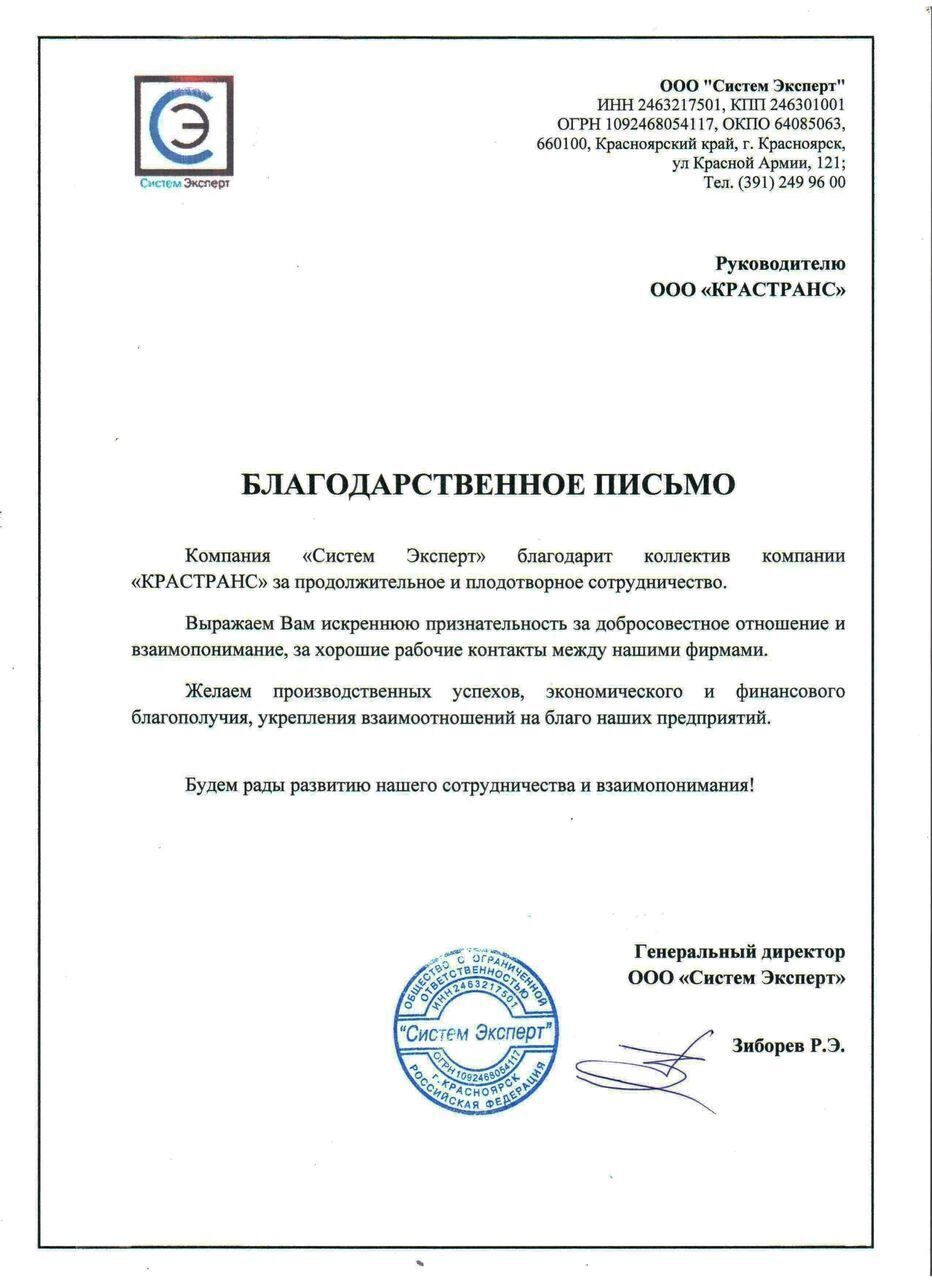 СЭ
Систем Эксперт
ООО "Систем Эксперт"
ИНН 2463217501, КПП 246301001
ОГРН 1092468054117, ОКПО 64085063,
660100, Красноярский край, г. Красноярск,
ул Красной Армии, 121;
Тел. (391) 249 96 00
Руководителю
ООО «КРАСТРАНС»
БЛАГОДАРСТВЕННОЕ ПИСЬМО
Компания «Систем Эксперт» благодарит коллектив компании
«КРАСТРАНС» за продолжительное и плодотворное сотрудничество.
Выражаем Вам искреннюю признательность за добросовестное отношение и
взаимопонимание, за хорошие рабочие контакты между нашими фирмами.
Желаем производственных успехов, экономического и финансового
благополучия, укрепления взаимоотношений на благо наших предприятий.
Будем рады развитию нашего сотрудничества и взаимопонимания!
Генеральный директор
ООО «Систем Эксперт»
Зиборев Р.Э.
ОБЩЕСТВО С ОГРАНИЧЕННОЙ
ОТВЕТСТВЕННОСТЬЮ
ИНН 2463217501
"Систем Эксперт"
ОГРН 1092468054117
г. КРАСНОЯРСК
РОССИЙСКАЯ ФЕДЕРАЦИЯ